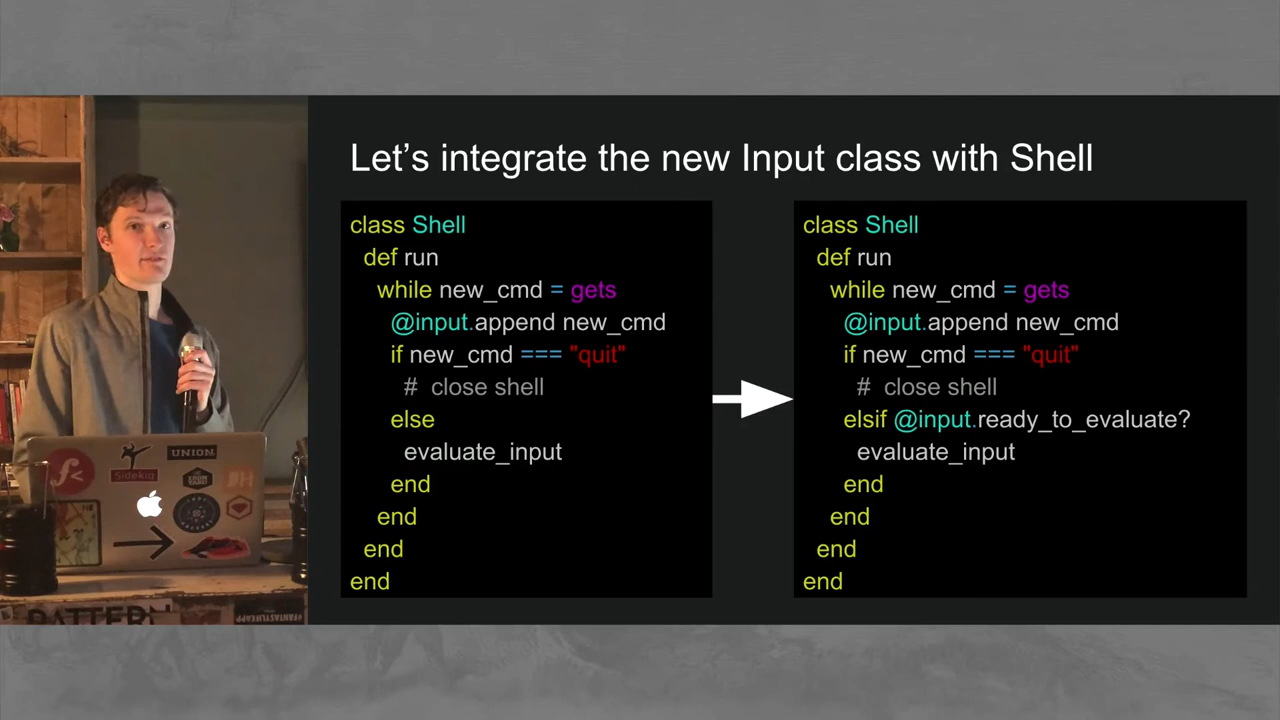 Let's integrate the new Input class with Shell
class Shell
def run
while new_cmd = gets
@input.append new_cmd
if new_cmd === "quit"
# close shell
else
evaluate_input
end
end
end
end
class Shell
def run
while new_cmd = gets
@input.append new_cmd
if new_cmd === "quit"
# close shell
elsif @input.ready_to_evaluate?
evaluate_input
end
end
end
end
UNION
Sidekiq
PATTERN